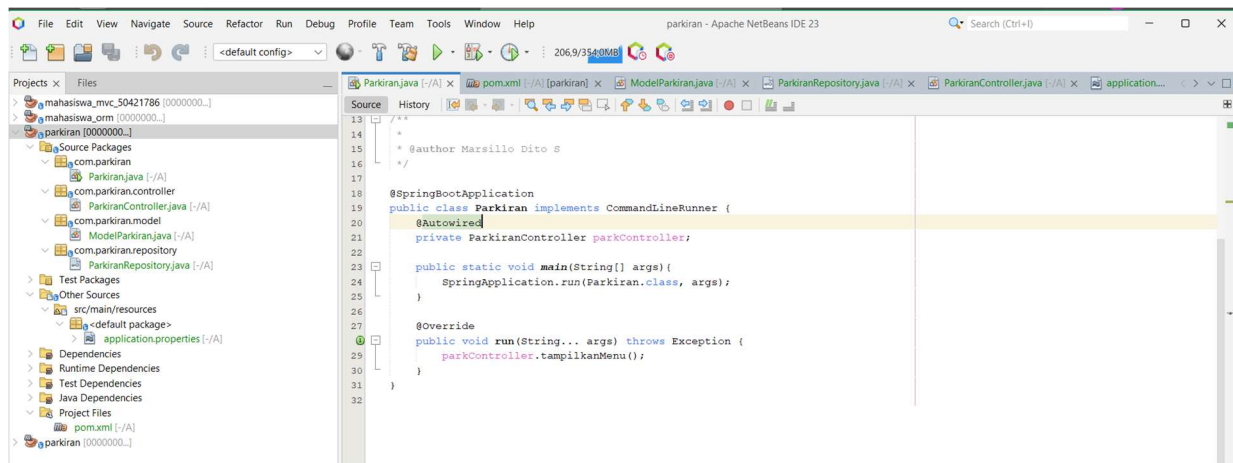 File Edit View Navigate Source Refactor Run Debug Profile Team Tools Window Help
parkiran - Apache NetBeans IDE 23
Search (Ctrl+I)
<default config>
206,9/354,0MB
Projects
Files
mahasiswa_mvc_50421786 [0000000...]
mahasiswa_orm [0000000...]
parkiran [0000000...]
Source Packages
com.parkiran
Parkiran.java [-/A]
com.parkiran.controller
ParkiranController.java [-/A]
com.parkiran.model
ModelParkiran.java [-/A]
com.parkiran.repository
ParkiranRepository.java [-/A]
Test Packages
Other Sources
src/main/resources
<default package>
application.properties [-/A]
Dependencies
Runtime Dependencies
Test Dependencies
Java Dependencies
Project Files
pom.xml [-/A]
parkiran [0000000...]
Parkiran.java [-/A]
pom.xml [-/A] [parkiran]
ModelParkiran.java [-/A]
ParkiranRepository.java [-/A]
ParkiranController.java [-/A]
application....
Source History
13 /**
14 *
15 * @author Marsillo Dito S
16 */
17
18 @SpringBootApplication
19 public class Parkiran implements CommandLineRunner {
20 @Autowired
21 private ParkiranController parkController;
22
23 public static void main(String[] args){
24 SpringApplication.run(Parkiran.class, args);
25 }
26
27 @Override
public void run(String... args) throws Exception {
29 parkController.tampilkanMenu();
30 }
31 }
32